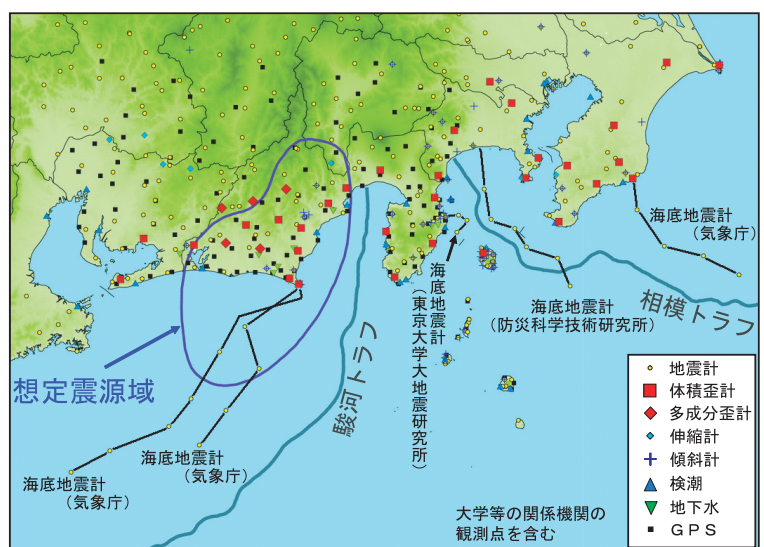 海底地震計
（気象庁）
相模トラフ
海底地震計
（防災科学技術研究所）
海底地震計
（東京大学大地震研究所）
駿河トラフ
想定震源域
海底地震計
（気象庁）
海底地震計
（気象庁）
大学等の関係機関の
観測点を含む
地震計
体積歪計
多成分歪計
伸縮計
傾斜計
検潮
地下水
ＧＰＳ